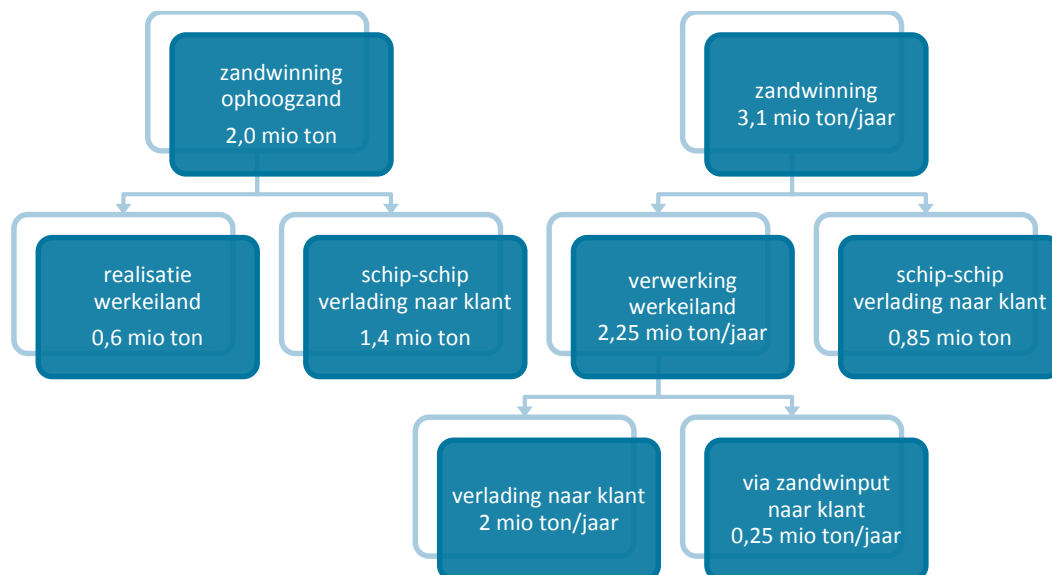 zandwinning
ophoogzand
2,0 mio ton
zandwinning
3,1 mio ton/jaar
realisatie
werkeiland
0,6 mio ton
schip-schip
verlading naar klant
1,4 mio ton
verwerking
werkeiland
2,25 mio ton/jaar
schip-schip
verlading naar klant
0,85 mio ton
verlading naar klant
2 mio ton/jaar
via zandwinput
naar klant
0,25 mio ton/jaar